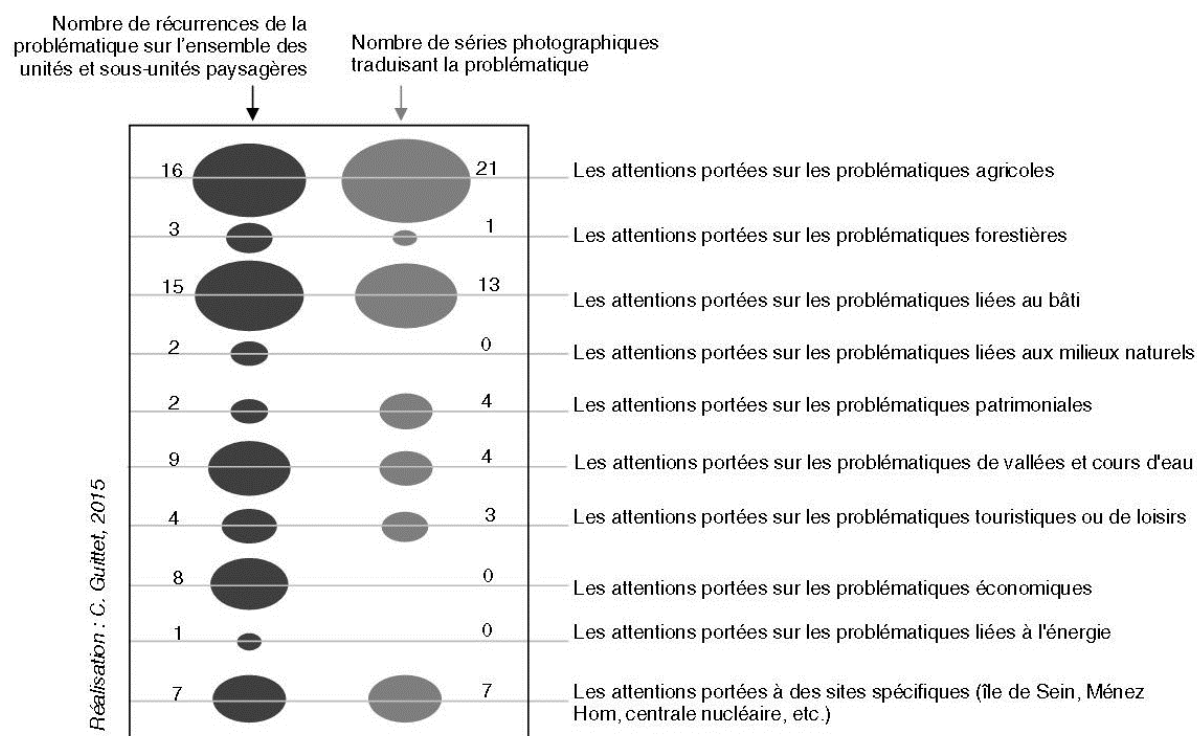 Nombre de récurrences de la
problématique sur l'ensemble des
unités et sous-unités paysagères
Nombre de séries photographiques
traduisant la problématique
16 21 Les attentions portées sur les problématiques agricoles
3 1 Les attentions portées sur les problématiques forestières
15 13 Les attentions portées sur les problématiques liées au bâti
2 0 Les attentions portées sur les problématiques liées aux milieux naturels
2 4 Les attentions portées sur les problématiques patrimoniales
9 4 Les attentions portées sur les problématiques de vallées et cours d'eau
4 3 Les attentions portées sur les problématiques touristiques ou de loisirs
8 0 Les attentions portées sur les problématiques économiques
1 0 Les attentions portées sur les problématiques liées à l'énergie
7 7 Les attentions portées à des sites spécifiques (île de Sein, Ménez
Hom, centrale nucléaire, etc.)
Réalisation : C. Guittet, 2015